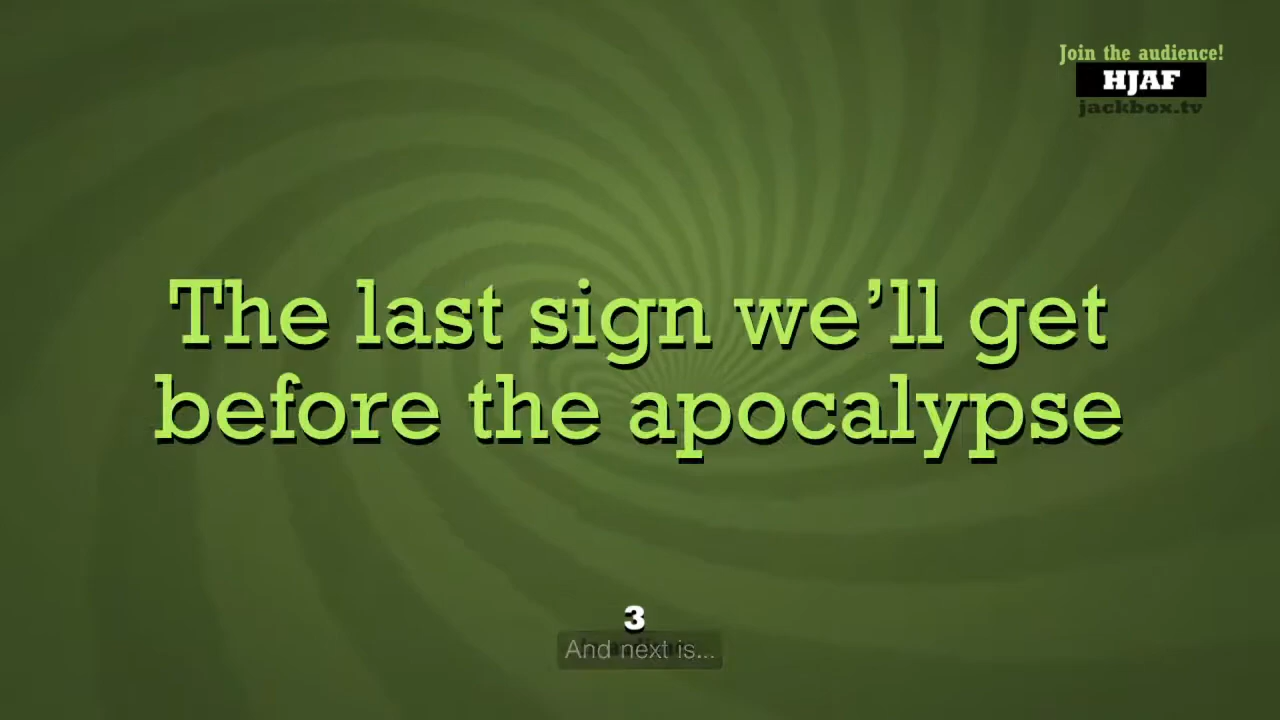 Join the audience!
HJAF
jackbox.tv
The last sign we'll get
before the apocalypse
3
And next is...